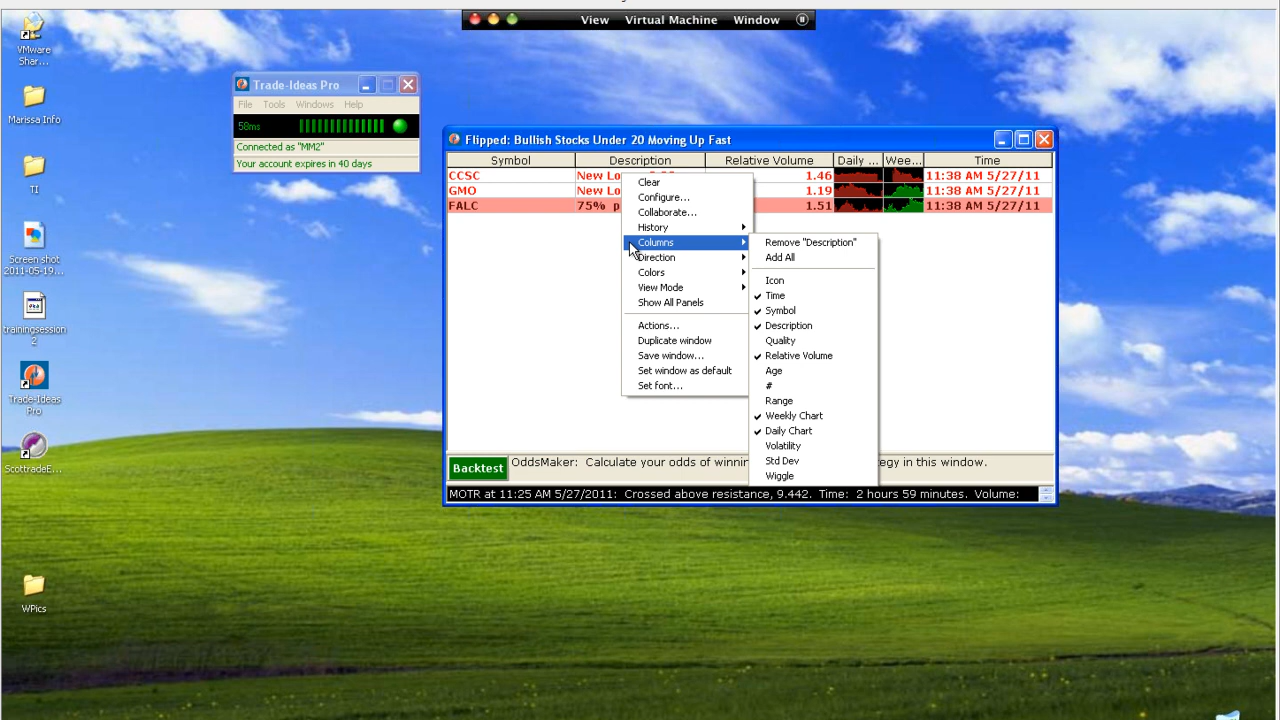 View Virtual Machine Window
VMware
Shar...
Marissa Info
TI
Screen shot
2011-05-19...
trainingsession
2
Trade-Ideas
Pro
ScottradeE...
WPics
Trade-Ideas Pro
File Tools Windows Help
58ms
Connected as "MM2"
Your account expires in 40 days
Flipped: Bullish Stocks Under 20 Moving Up Fast
Symbol Description Relative Volume Daily ... Wee... Time
CCSC New Lo 1.46 11:38 AM 5/27/11
GMO New Lo 1.19 11:38 AM 5/27/11
FALC 75% p 1.51 11:38 AM 5/27/11
Clear
Configure...
Collaborate...
History
Columns
Direction
Colors
View Mode
Show All Panels
Actions...
Duplicate window
Save window...
Set window as default
Set font...
Remove "Description"
Add All
Icon
Time
Symbol
Description
Quality
Relative Volume
Age
#
Range
Weekly Chart
Daily Chart
Volatility
Std Dev
Wiggle
Backtest OddsMaker: Calculate your odds of winnin egy in this window.
MOTR at 11:25 AM 5/27/2011: Crossed above resistance, 9.442. Time: 2 hours 59 minutes. Volume: